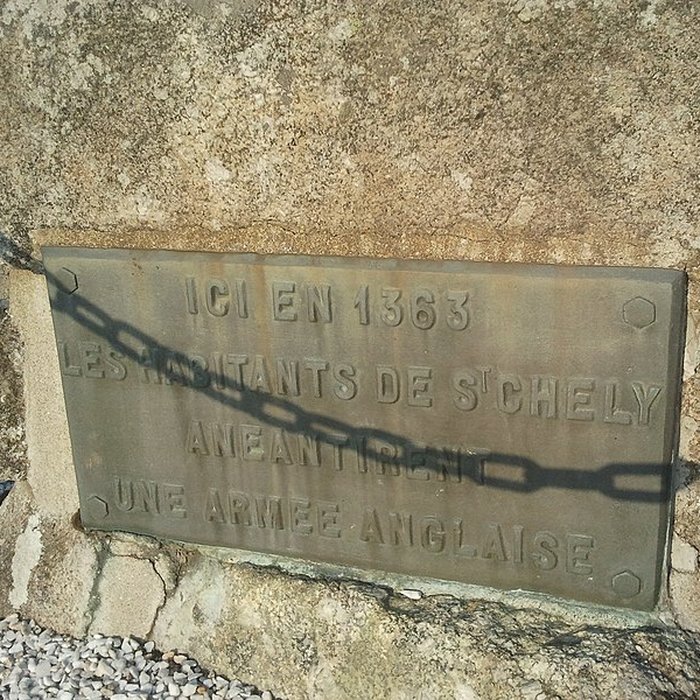 ICI EN 1363
LES HABITANTS DE ST CHELY
ANEANTIRENT
UNE ARMEE ANGLAISE